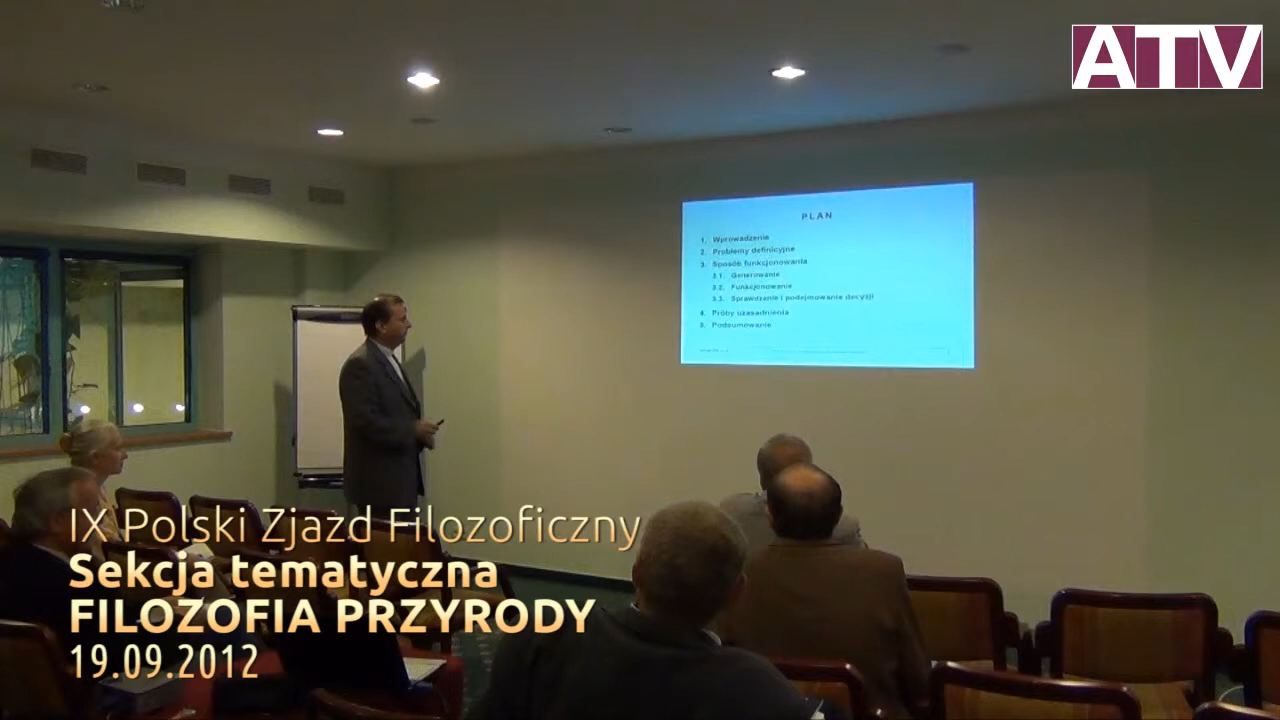 ATV
PLAN
1. Wprowadzenie
2. Problemy definicyjne
3. Sposób funkcjonowania
3.1. Generowanie
3.2. Funkcjonowanie
3.3. Sprawdzenie i podejmowanie decyzji
4. Próby uzasadnienia
5. Podsumowanie
IX Polski Zjazd Filozoficzny
Sekcja tematyczna
FILOZOFIA PRZYRODY
19.09.2012